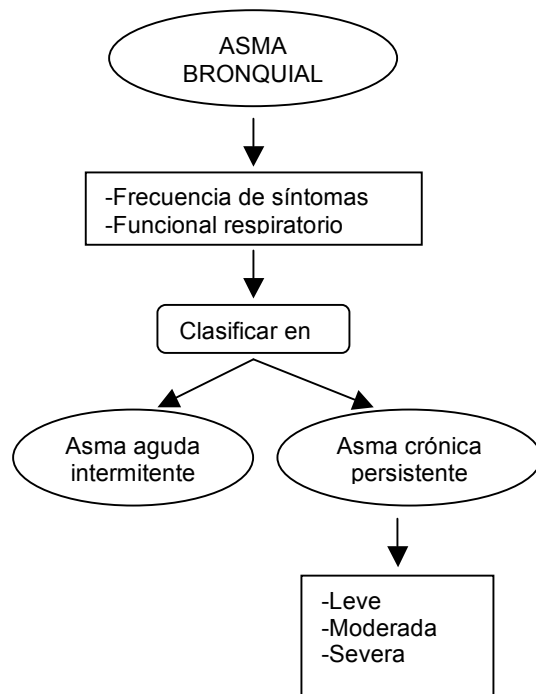 ASMA
BRONQUIAL
-Frecuencia de síntomas
-Funcional respiratorio
Clasificar en
Asma aguda
intermitente
Asma crónica
persistente
-Leve
-Moderada
-Severa